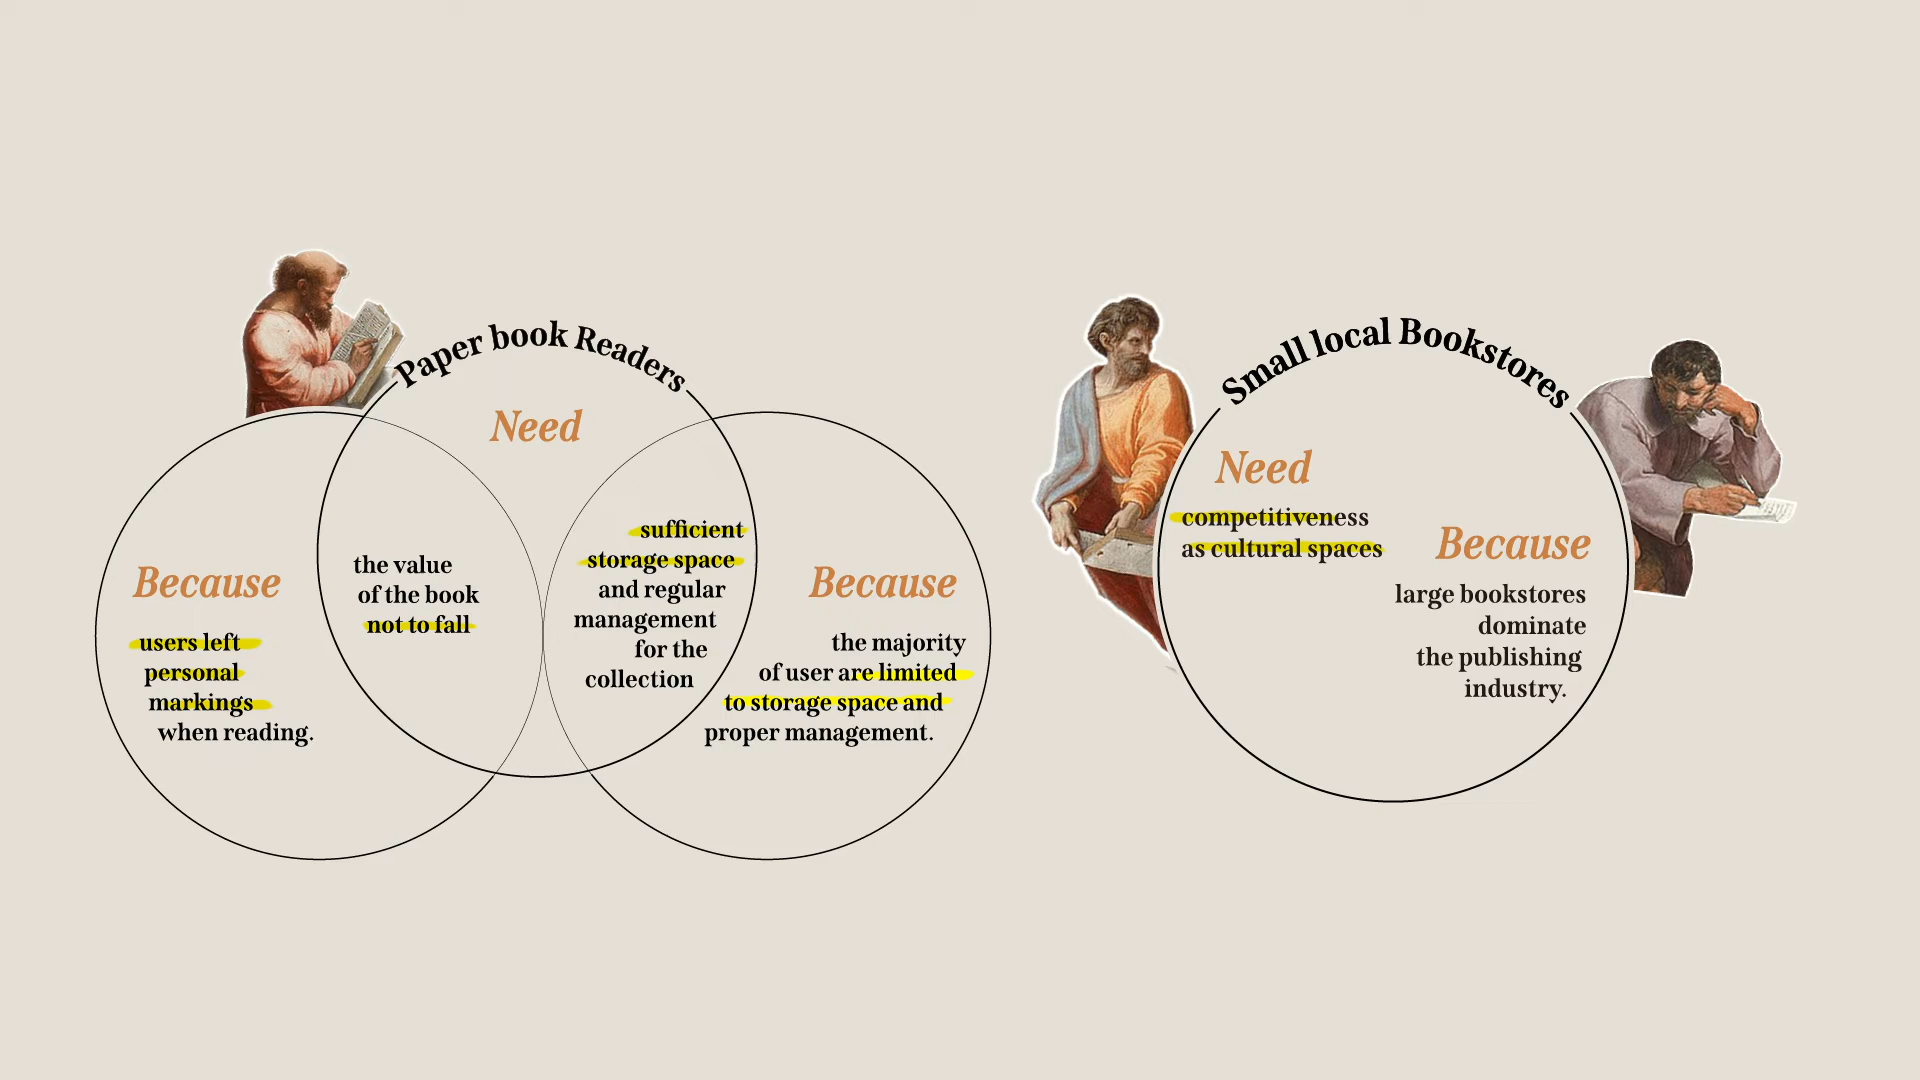 Paper book Readers
Need
Because
users left
personal
markings
when reading.
the value
of the book
not to fall
sufficient
storage space
and regular
management
for the
collection
Because
the majority
of user are limited
to storage space and
proper management.
Small local Bookstores
Need
competitiveness
as cultural spaces
Because
large bookstores
dominate
the publishing
industry.